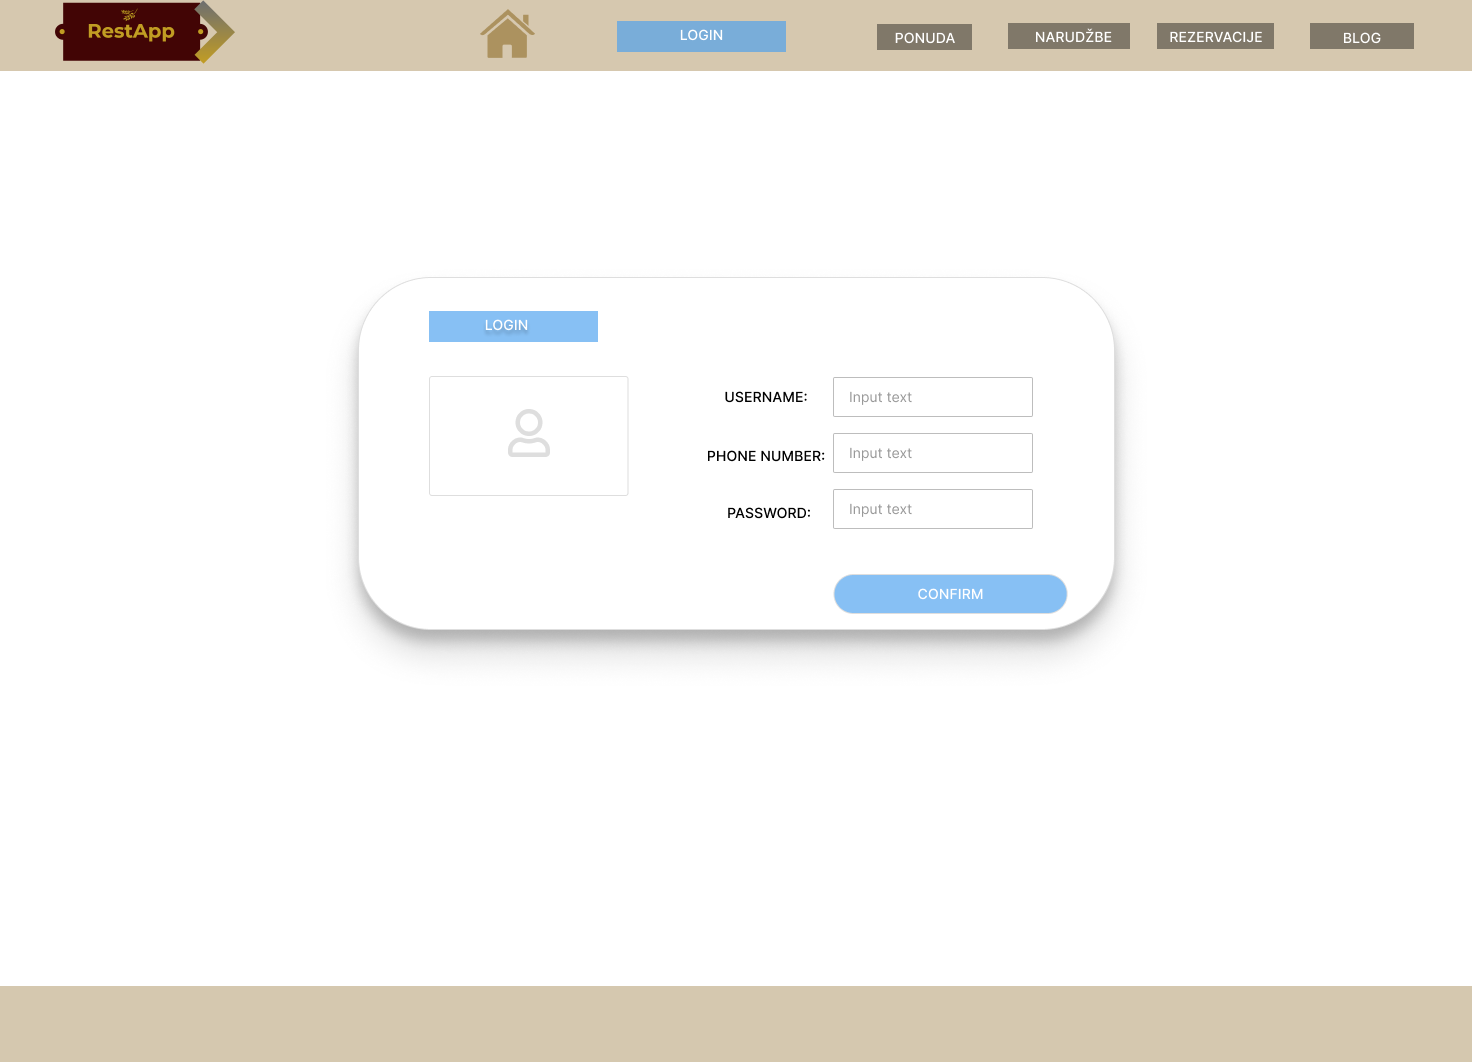 RestApp
LOGIN
PONUDA
NARUDŽBE
REZERVACIJE
BLOG
LOGIN
USERNAME:
Input text
PHONE NUMBER:
Input text
PASSWORD:
Input text
CONFIRM